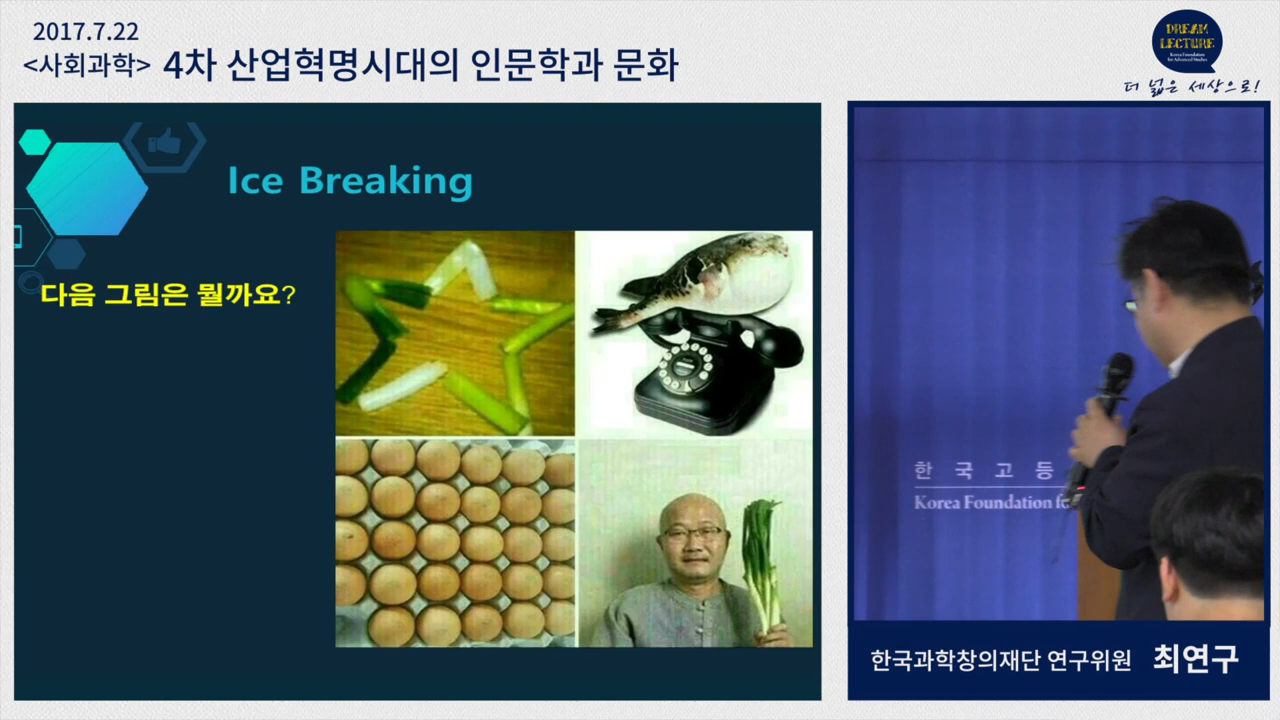 2017.7.22
<사회과학> 4차 산업혁명시대의 인문학과 문화
DREAM
LECTURE
Korea Foundation
for Advanced Studies
더 넓은 세상으로!
Ice Breaking
다음 그림은 뭘까요?
한 국 고 등
Korea Foundation fo
한국과학창의재단 연구위원 최연구